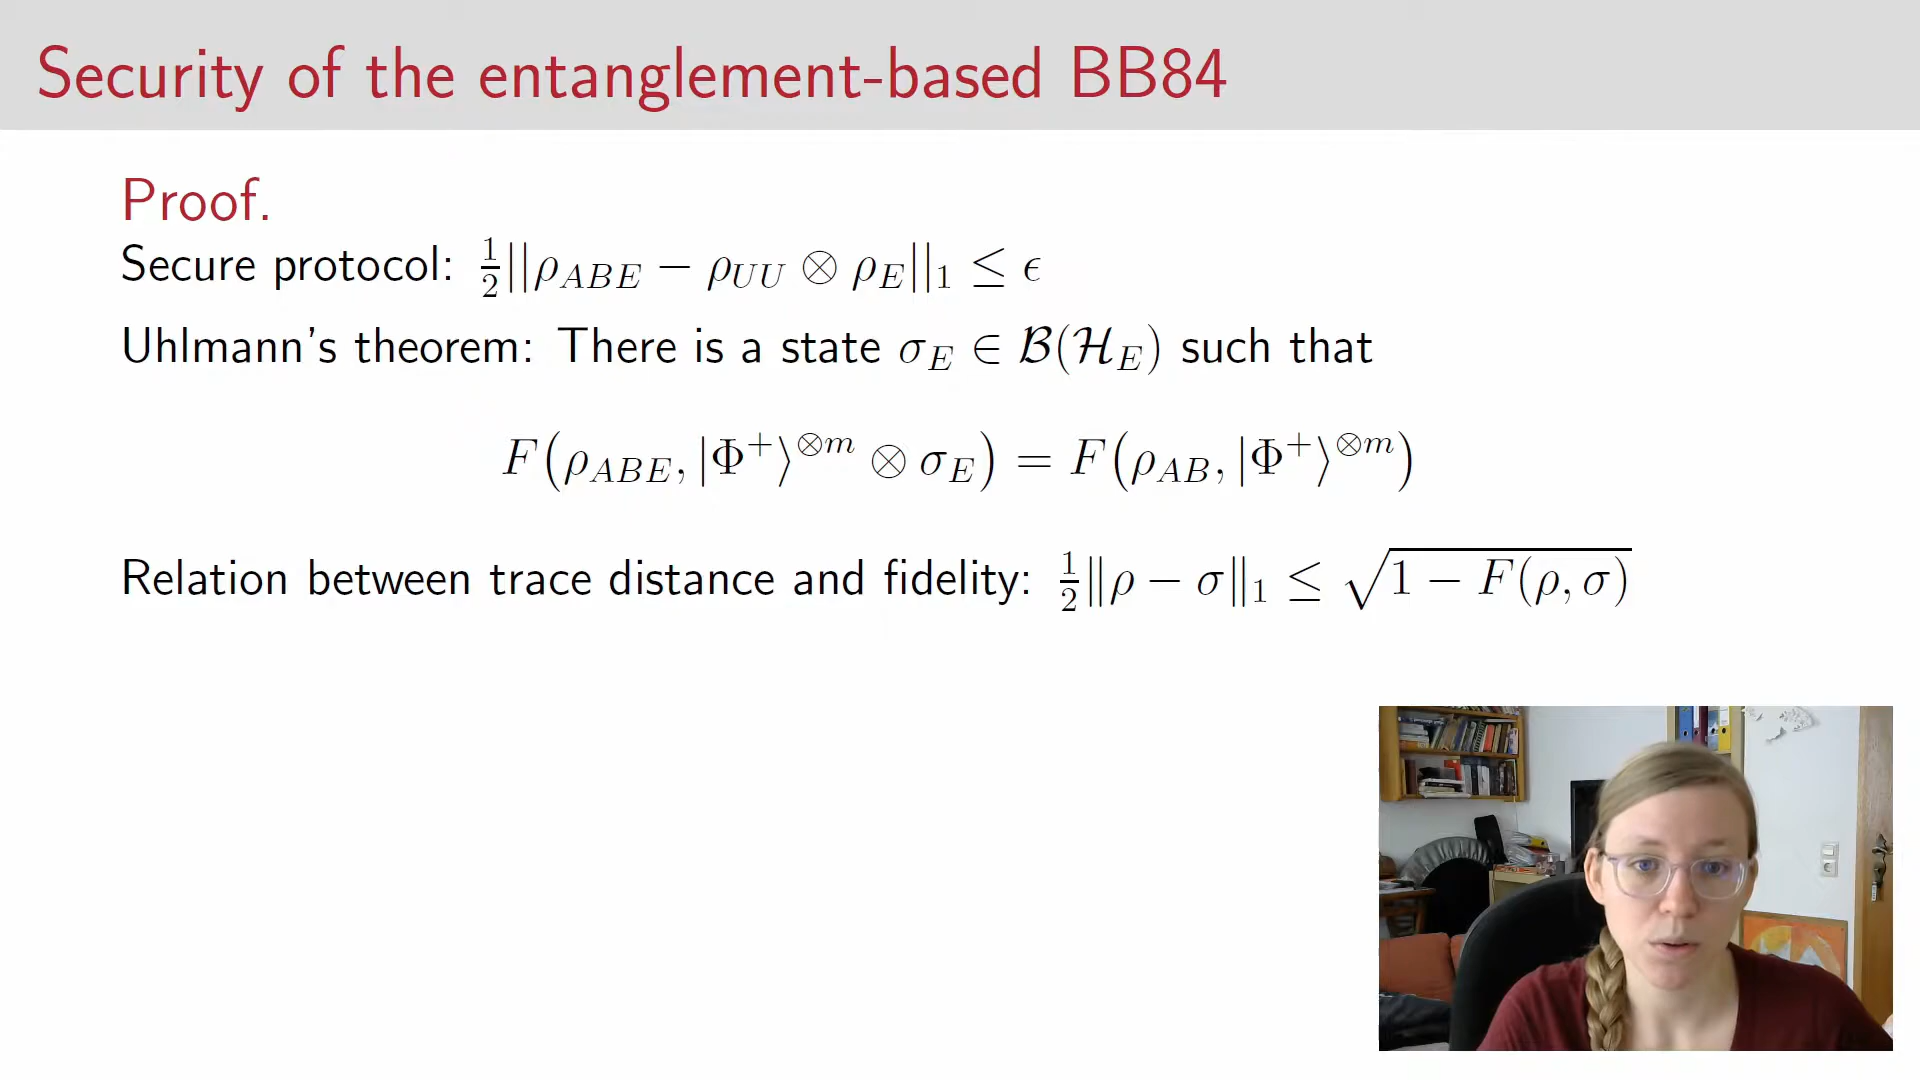 Security of the entanglement-based BB84
Proof.
Secure protocol: ½||ρ_ABE − ρ_UU ⊗ ρ_E||₁ ≤ ϵ
Uhlmann's theorem: There is a state σ_E ∈ ℬ(ℋ_E) such that
F(ρ_ABE, |Φ⁺⟩^⊗m ⊗ σ_E) = F(ρ_AB, |Φ⁺⟩^⊗m)
Relation between trace distance and fidelity: ½‖ρ − σ‖₁ ≤ √(1 − F(ρ, σ))